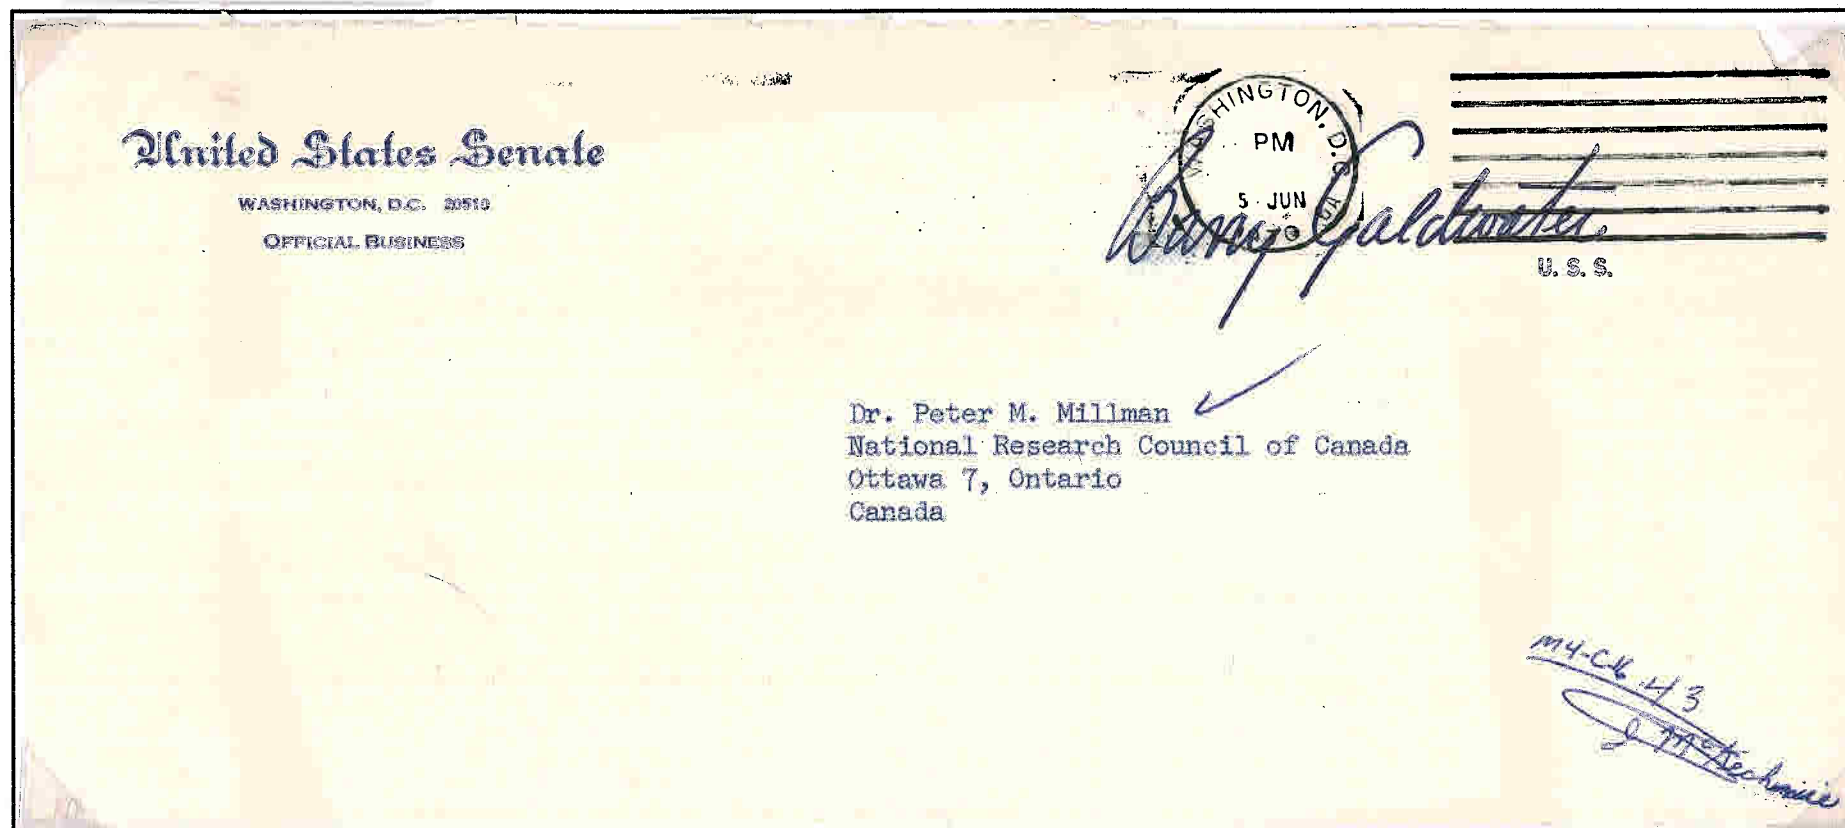 United States Senate
WASHINGTON, D.C. 20510
OFFICIAL BUSINESS
WASHINGTON, D.C.
PM
5 JUN
Barry Goldwater
U. S. S.
Dr. Peter M. Millman
National Research Council of Canada
Ottawa 7, Ontario
Canada
M4-C16 43
J McKechnie